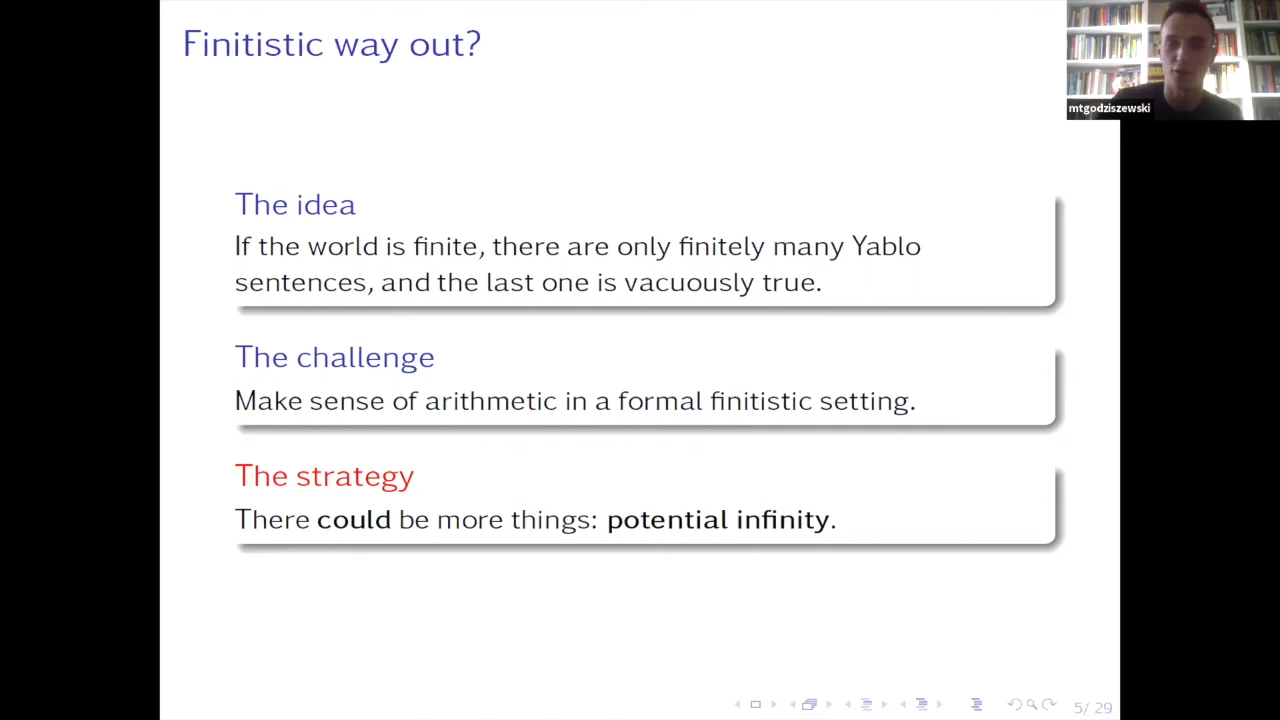 Finitistic way out?
mtgodziszewski
The idea
If the world is finite, there are only finitely many Yablo
sentences, and the last one is vacuously true.
The challenge
Make sense of arithmetic in a formal finitistic setting.
The strategy
There could be more things: potential infinity.
5/ 29